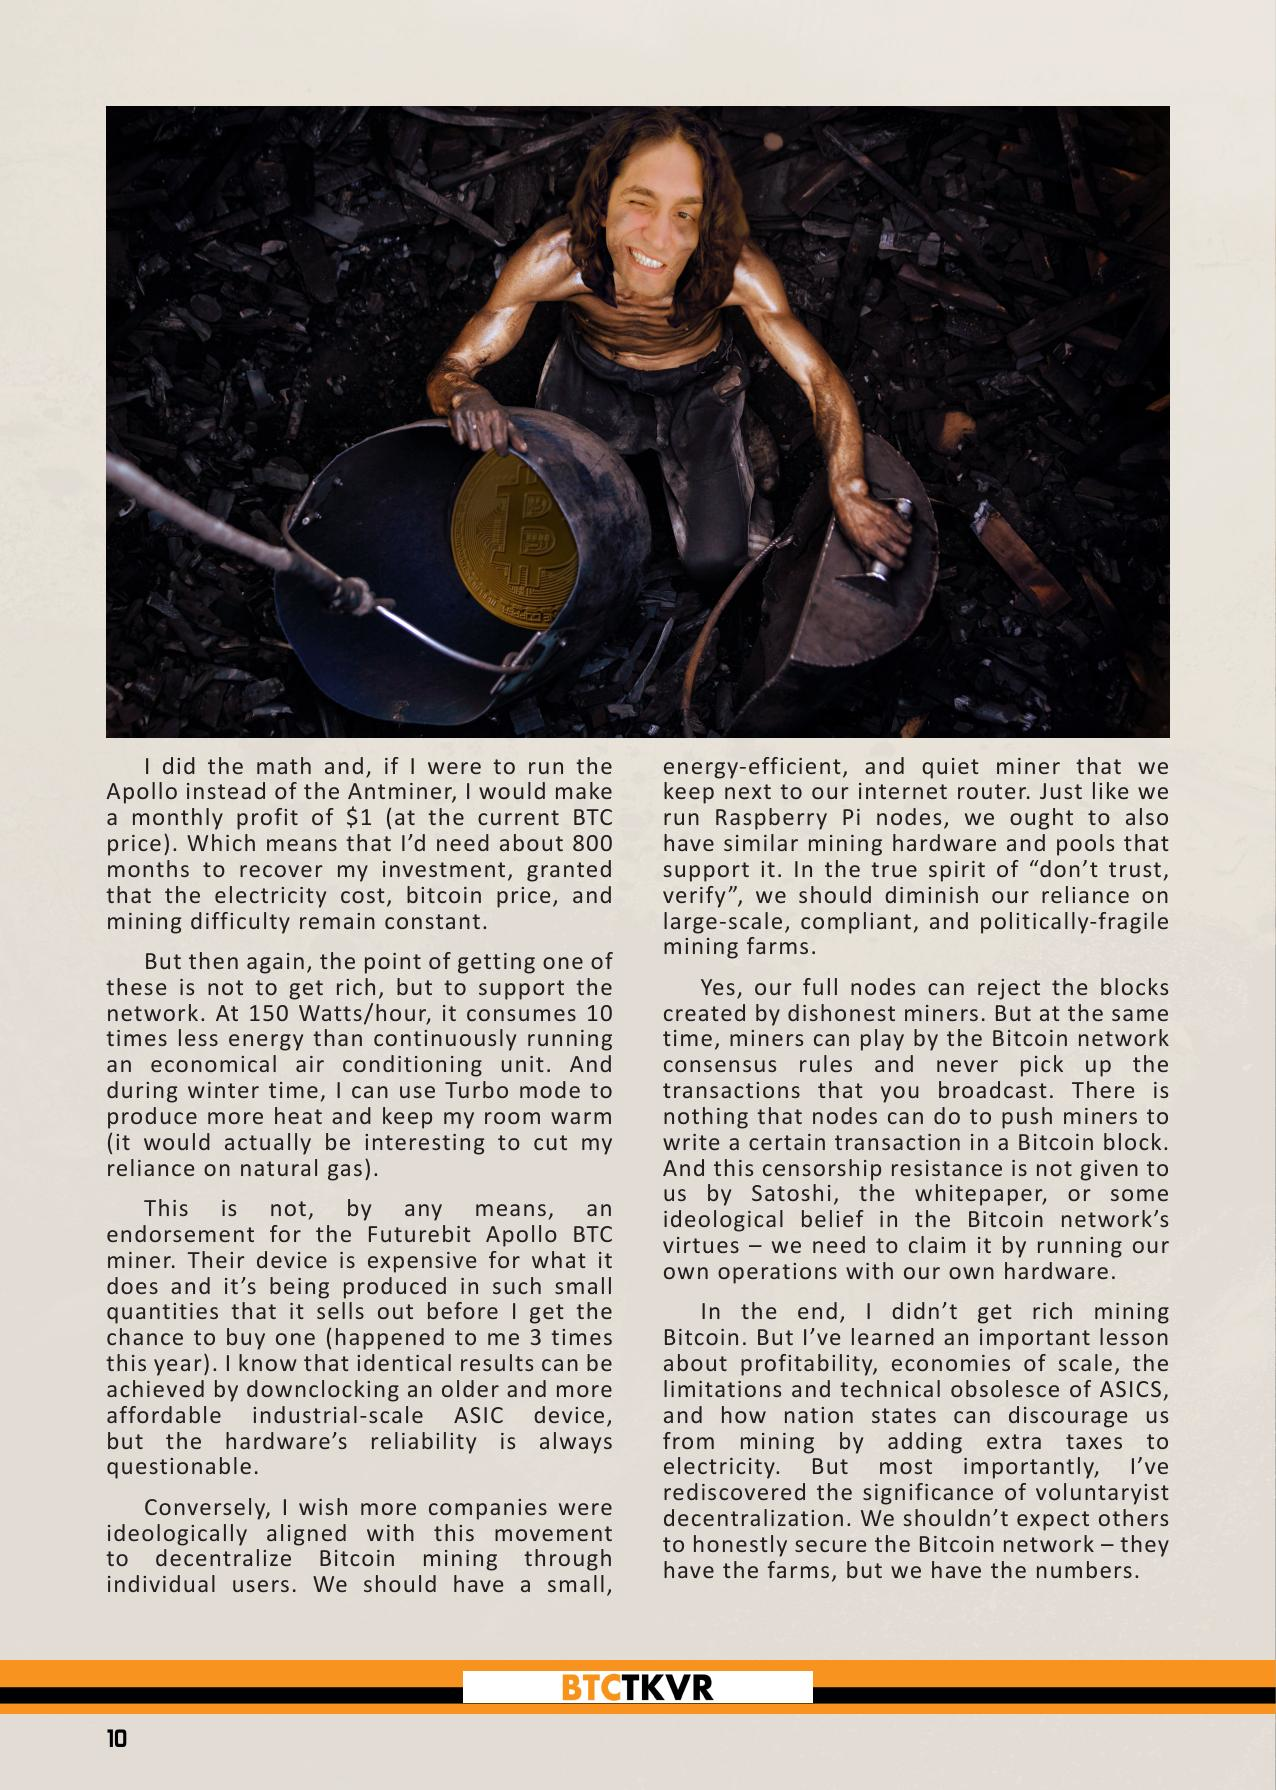 I did the math and, if I were to run the
Apollo instead of the Antminer, I would make
a monthly profit of $1 (at the current BTC
price). Which means that I’d need about 800
months to recover my investment, granted
that the electricity cost, bitcoin price, and
mining difficulty remain constant.
But then again, the point of getting one of
these is not to get rich, but to support the
network. At 150 Watts/hour, it consumes 10
times less energy than continuously running
an economical air conditioning unit. And
during winter time, I can use Turbo mode to
produce more heat and keep my room warm
(it would actually be interesting to cut my
reliance on natural gas).
This is not, by any means, an
endorsement for the Futurebit Apollo BTC
miner. Their device is expensive for what it
does and it’s being produced in such small
quantities that it sells out before I get the
chance to buy one (happened to me 3 times
this year). I know that identical results can be
achieved by downclocking an older and more
affordable industrial-scale ASIC device,
but the hardware’s reliability is always
questionable.
Conversely, I wish more companies were
ideologically aligned with this movement
to decentralize Bitcoin mining through
individual users. We should have a small,
energy-efficient, and quiet miner that we
keep next to our internet router. Just like we
run Raspberry Pi nodes, we ought to also
have similar mining hardware and pools that
support it. In the true spirit of “don’t trust,
verify”, we should diminish our reliance on
large-scale, compliant, and politically-fragile
mining farms.
Yes, our full nodes can reject the blocks
created by dishonest miners. But at the same
time, miners can play by the Bitcoin network
consensus rules and never pick up the
transactions that you broadcast. There is
nothing that nodes can do to push miners to
write a certain transaction in a Bitcoin block.
And this censorship resistance is not given to
us by Satoshi, the whitepaper, or some
ideological belief in the Bitcoin network’s
virtues – we need to claim it by running our
own operations with our own hardware.
In the end, I didn’t get rich mining
Bitcoin. But I’ve learned an important lesson
about profitability, economies of scale, the
limitations and technical obsolesce of ASICS,
and how nation states can discourage us
from mining by adding extra taxes to
electricity. But most importantly, I’ve
rediscovered the significance of voluntaryist
decentralization. We shouldn’t expect others
to honestly secure the Bitcoin network – they
have the farms, but we have the numbers.
BTCTKVR
10